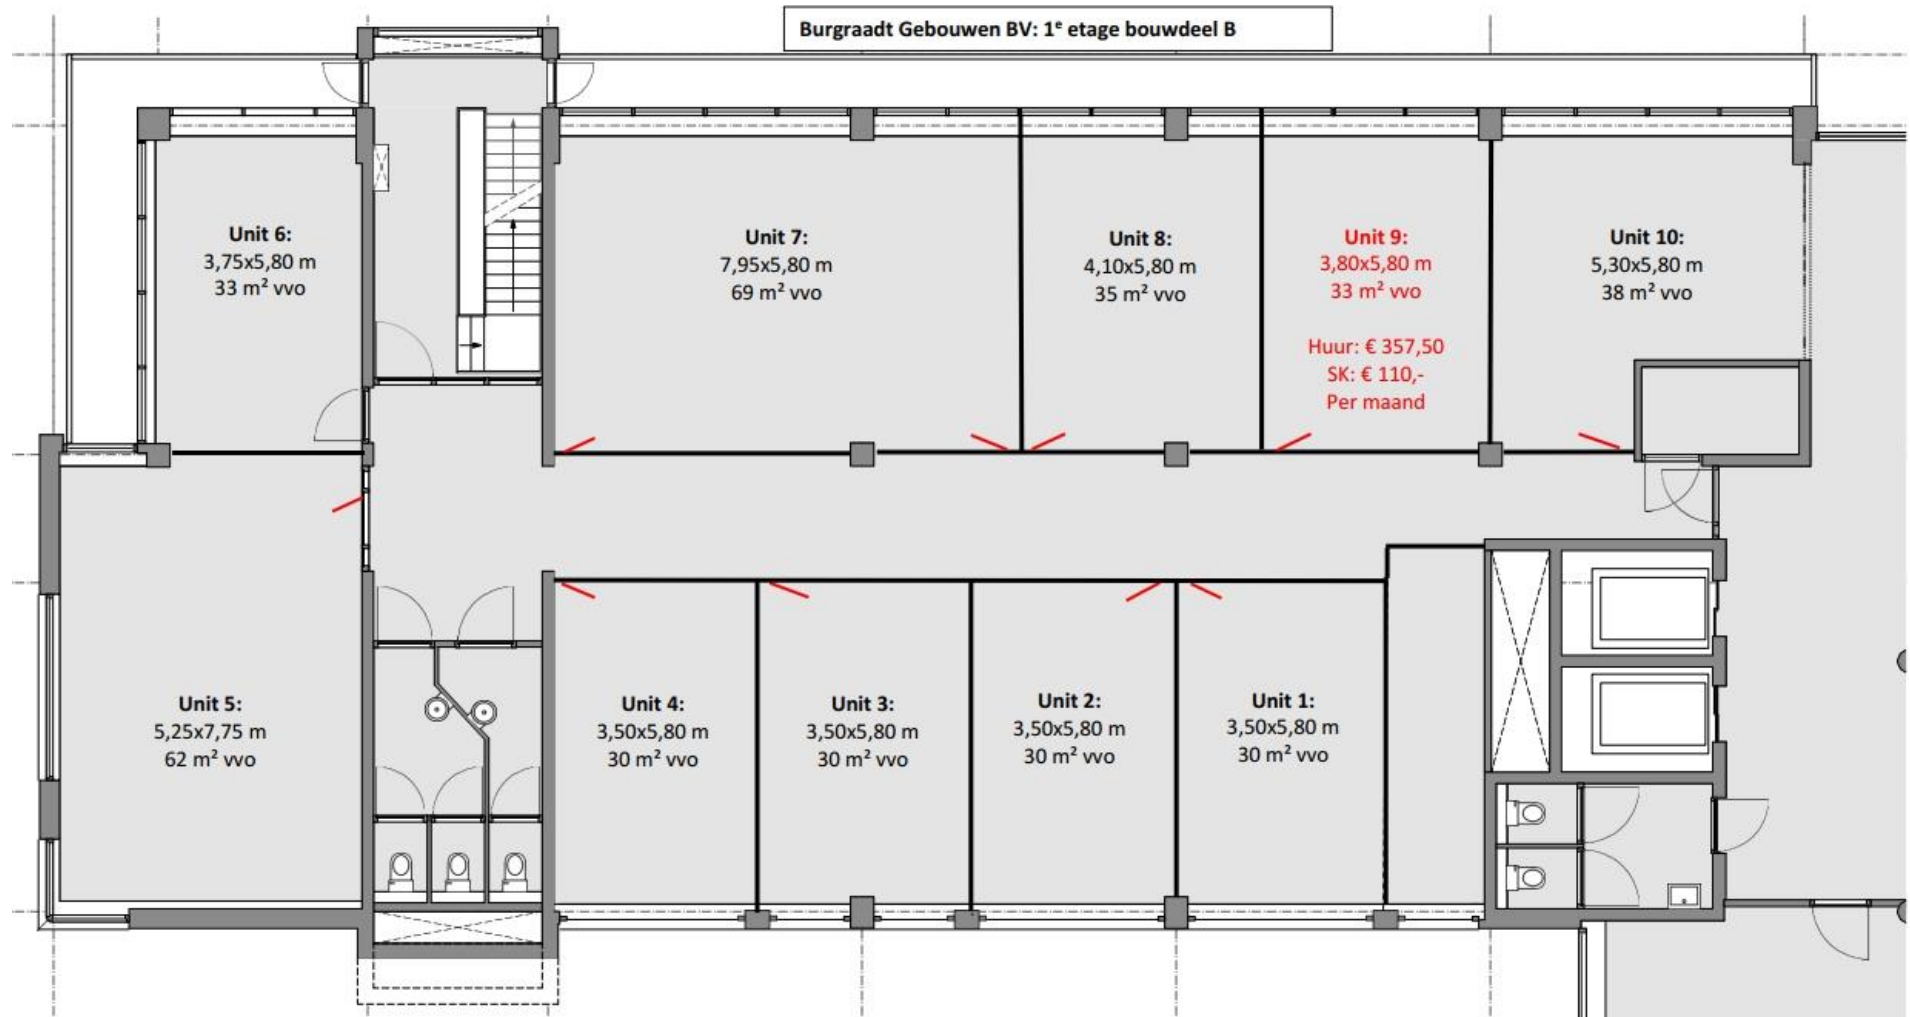 Burgraadt Gebouwen BV: 1e etage bouwdeel B
Unit 6:
3,75x5,80 m
33 m² vvo
Unit 7:
7,95x5,80 m
69 m² vvo
Unit 8:
4,10x5,80 m
35 m² vvo
Unit 9:
3,80x5,80 m
33 m² vvo
Huur: € 357,50
SK: € 110,-
Per maand
Unit 10:
5,30x5,80 m
38 m² vvo
Unit 5:
5,25x7,75 m
62 m² vvo
Unit 4:
3,50x5,80 m
30 m² vvo
Unit 3:
3,50x5,80 m
30 m² vvo
Unit 2:
3,50x5,80 m
30 m² vvo
Unit 1:
3,50x5,80 m
30 m² vvo